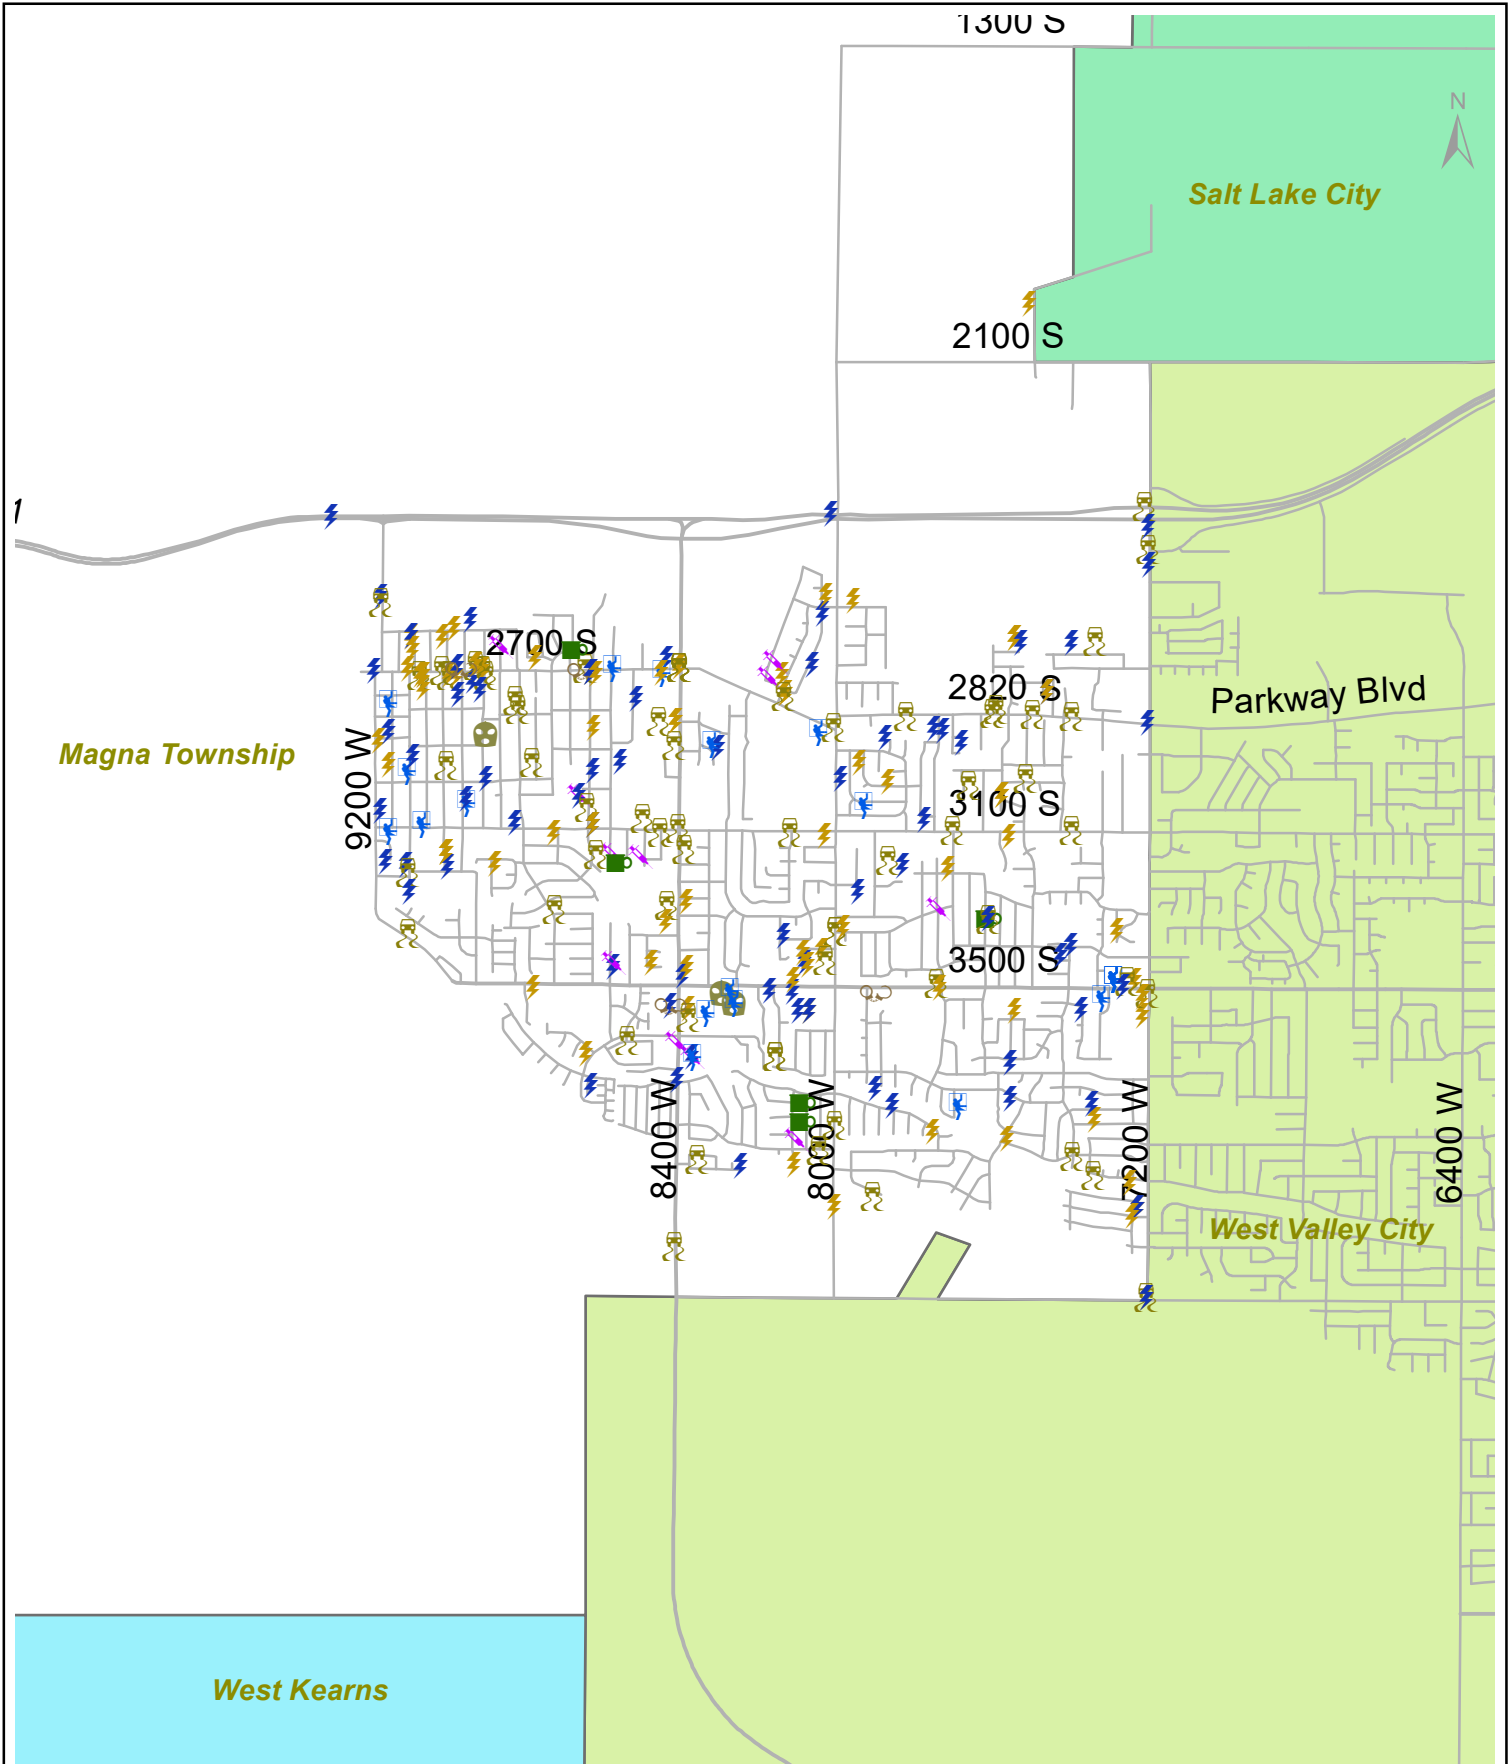 1300 S
N
Salt Lake City
2100 S
1
2700 S
2820 S
Parkway Blvd
Magna Township
9200 W
3100 S
3500 S
8400 W
8000 W
7200 W
6400 W
West Valley City
West Kearns